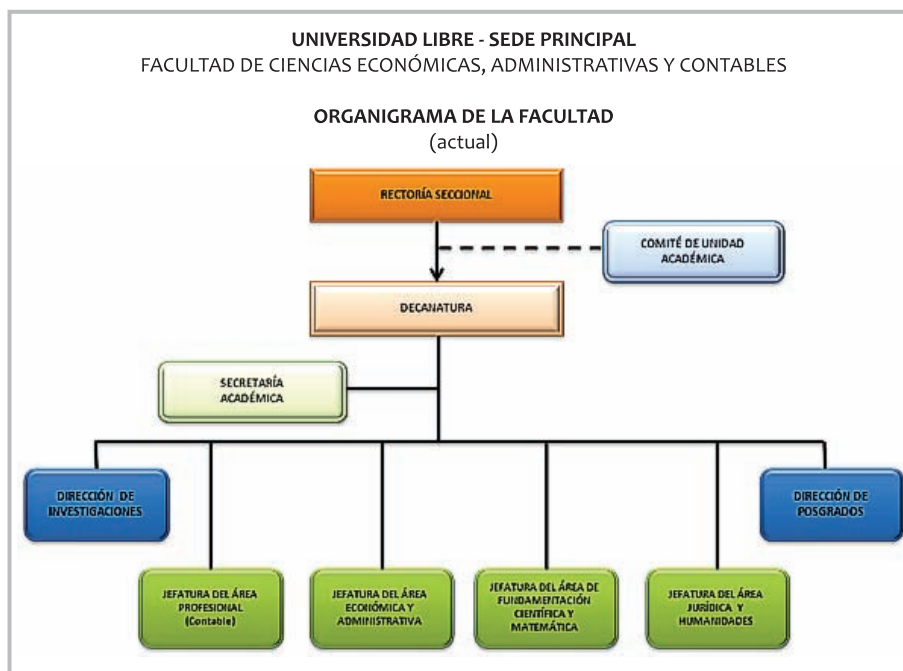 UNIVERSIDAD LIBRE - SEDE PRINCIPAL
FACULTAD DE CIENCIAS ECONÓMICAS, ADMINISTRATIVAS Y CONTABLES
ORGANIGRAMA DE LA FACULTAD
(actual)
RECTORÍA SECCIONAL
COMITÉ DE UNIDAD
ACADÉMICA
DECANATURA
SECRETARÍA
ACADÉMICA
DIRECCIÓN DE
INVESTIGACIONES
DIRECCIÓN DE
POSGRADOS
JEFATURA DEL ÁREA
PROFESIONAL
(Contable)
JEFATURA DEL ÁREA
ECONÓMICA Y
ADMINISTRATIVA
JEFATURA DEL ÁREA DE
FUNDAMENTACIÓN
CIENTÍFICA Y
MATEMÁTICA
JEFATURA DEL ÁREA
JURÍDICA Y
HUMANIDADES